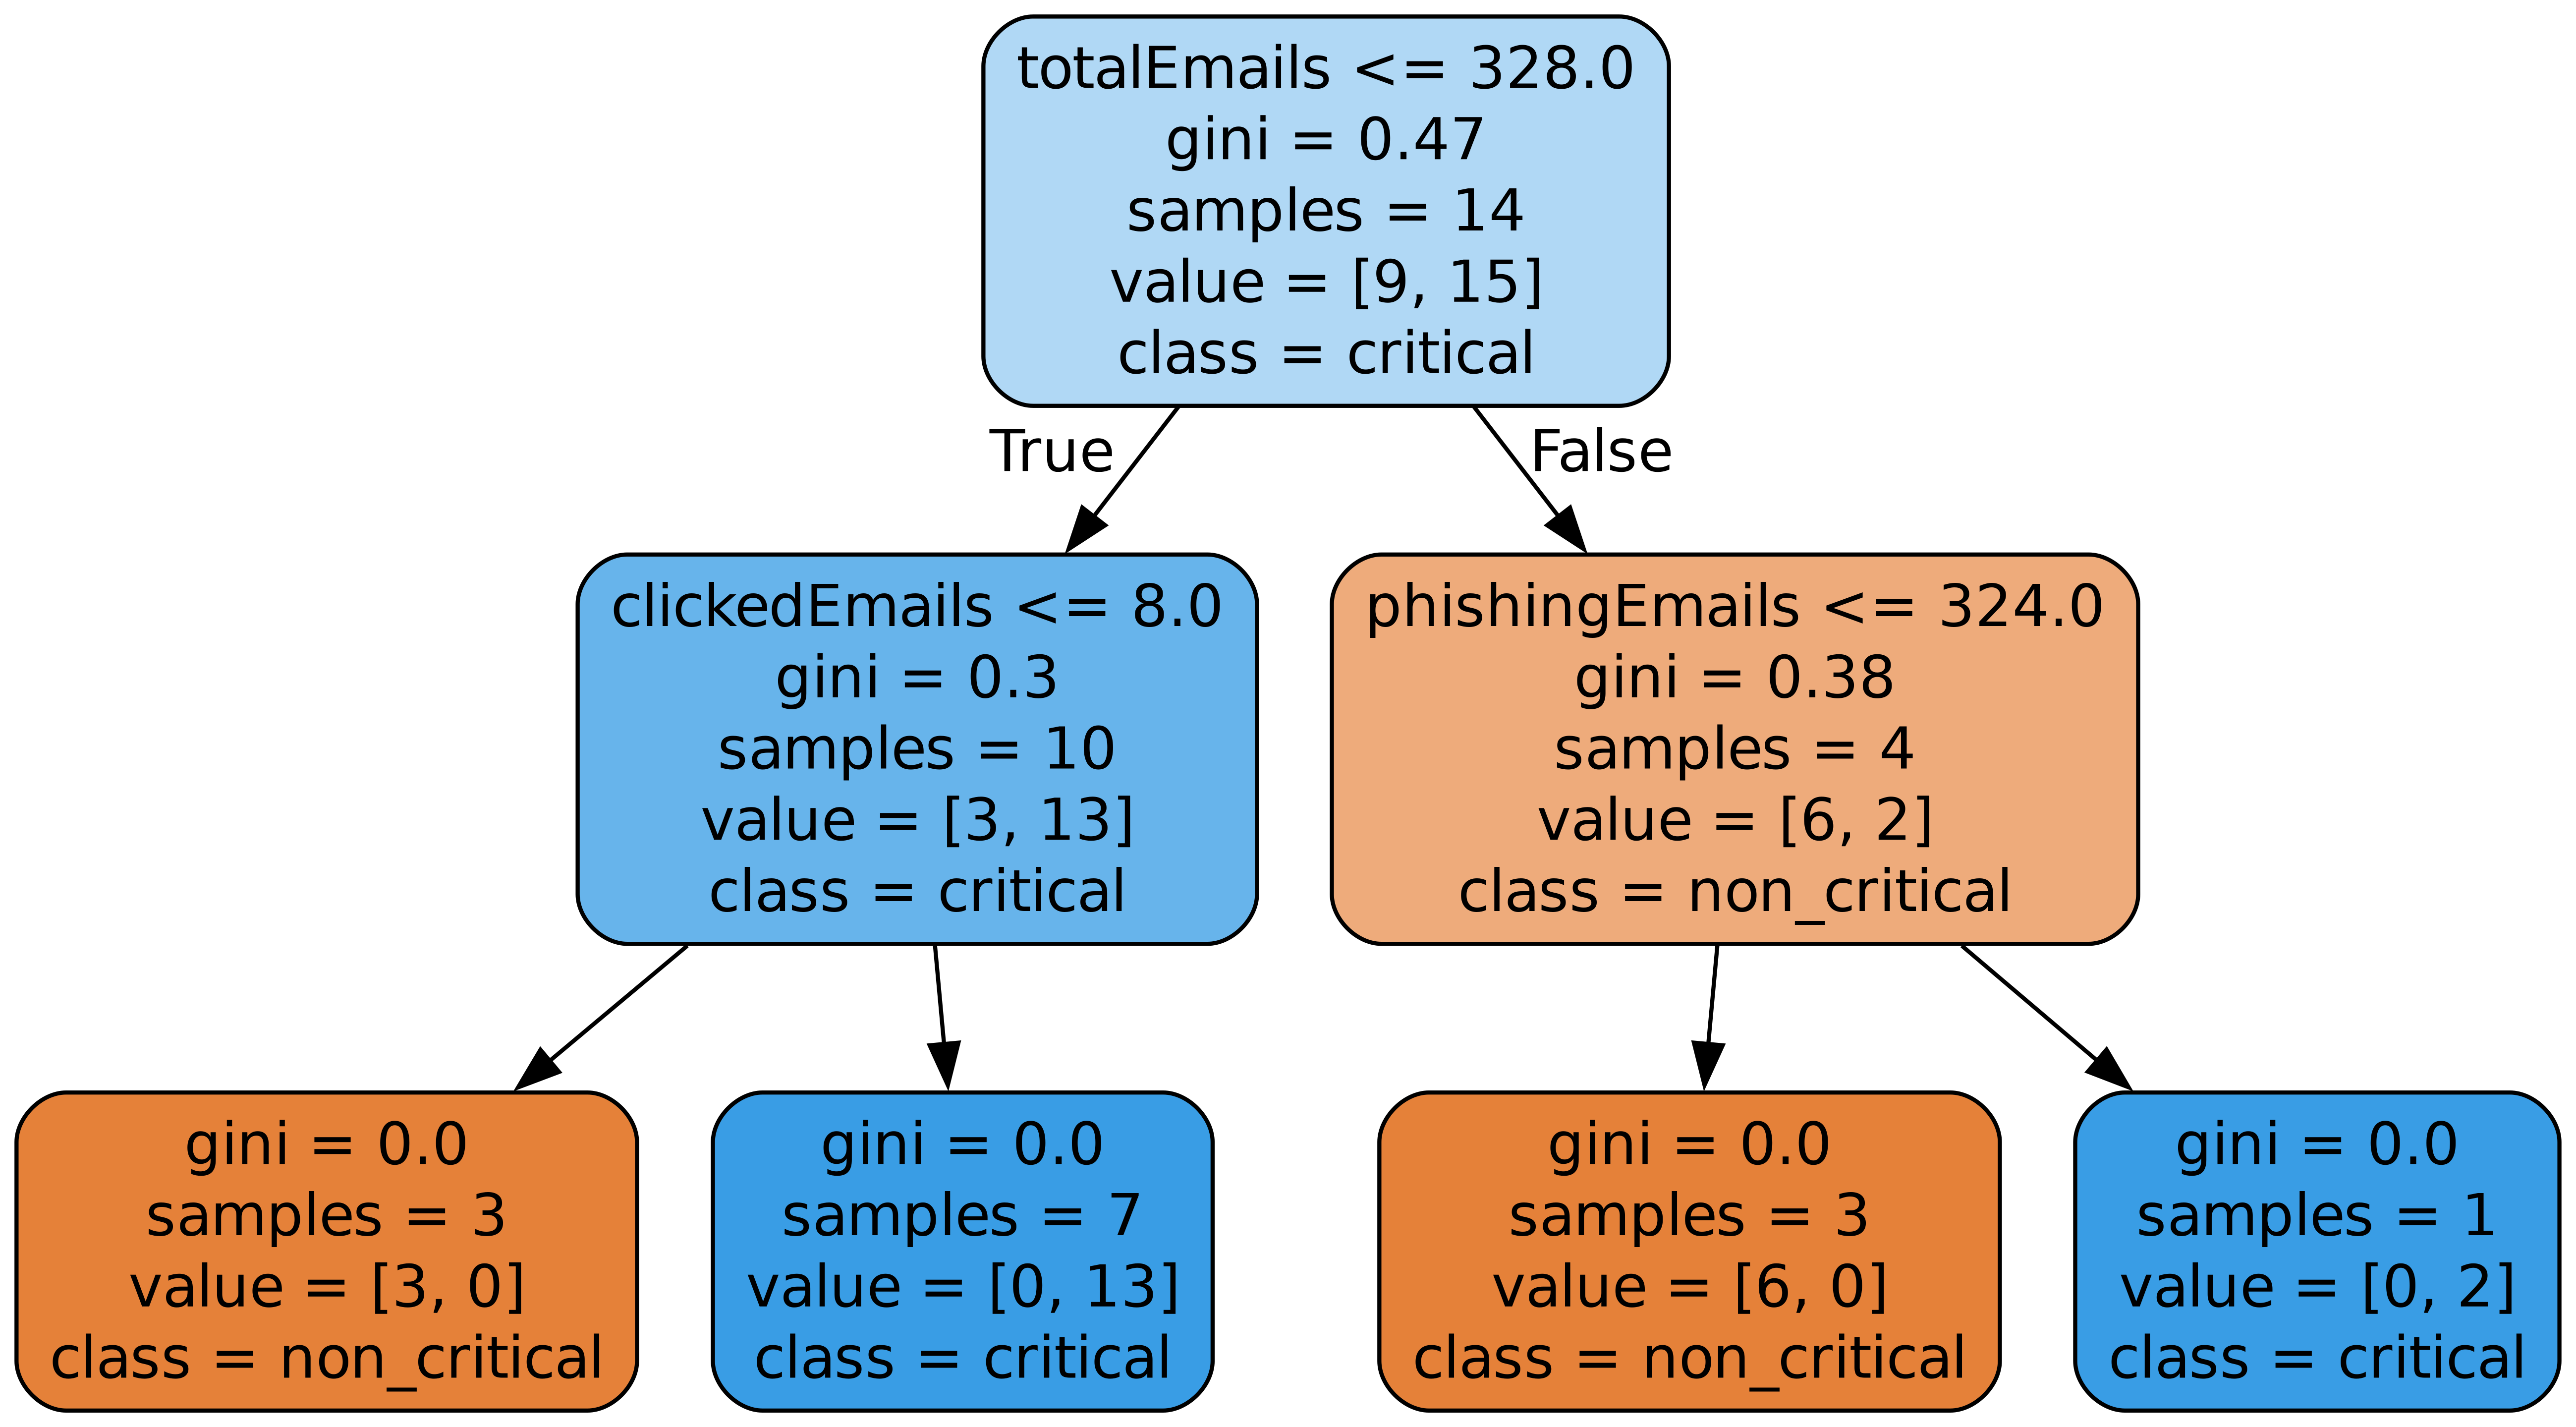 totalEmails <= 328.0
gini = 0.47
samples = 14
value = [9, 15]
class = critical
True
False
clickedEmails <= 8.0
gini = 0.3
samples = 10
value = [3, 13]
class = critical
phishingEmails <= 324.0
gini = 0.38
samples = 4
value = [6, 2]
class = non_critical
gini = 0.0
samples = 3
value = [3, 0]
class = non_critical
gini = 0.0
samples = 7
value = [0, 13]
class = critical
gini = 0.0
samples = 3
value = [6, 0]
class = non_critical
gini = 0.0
samples = 1
value = [0, 2]
class = critical